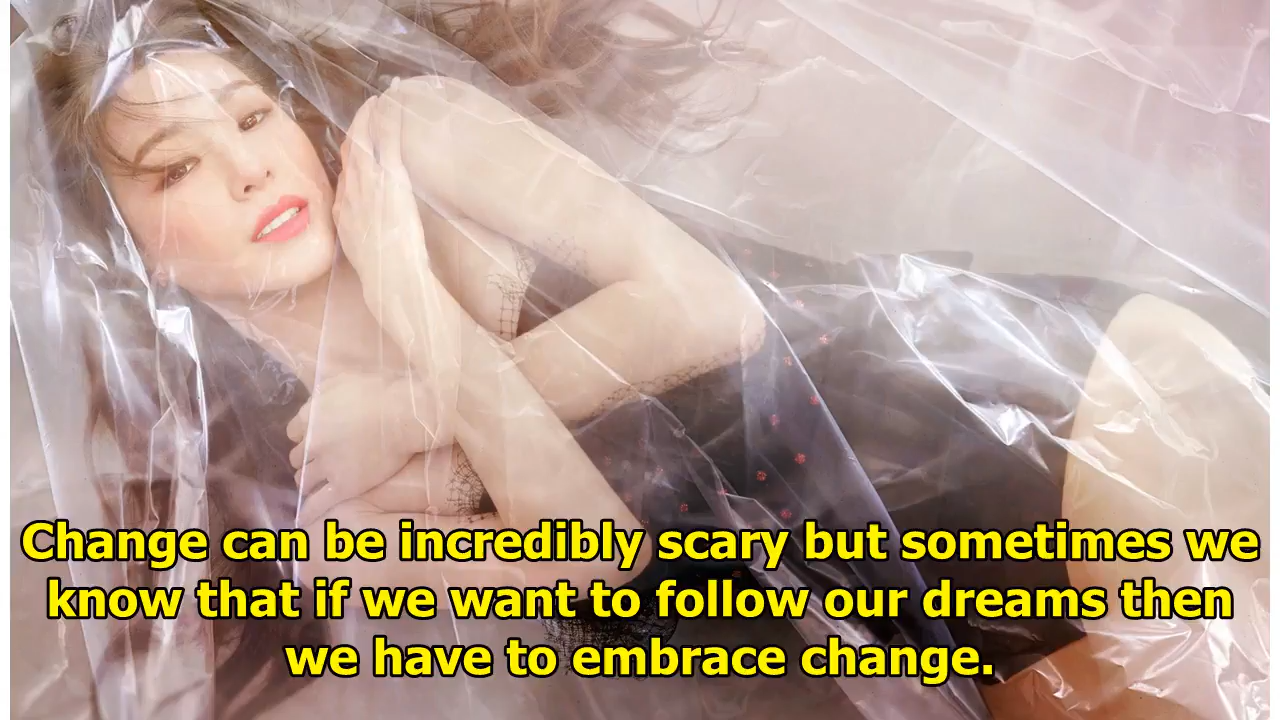 Change can be incredibly scary but sometimes we
know that if we want to follow our dreams then
we have to embrace change.